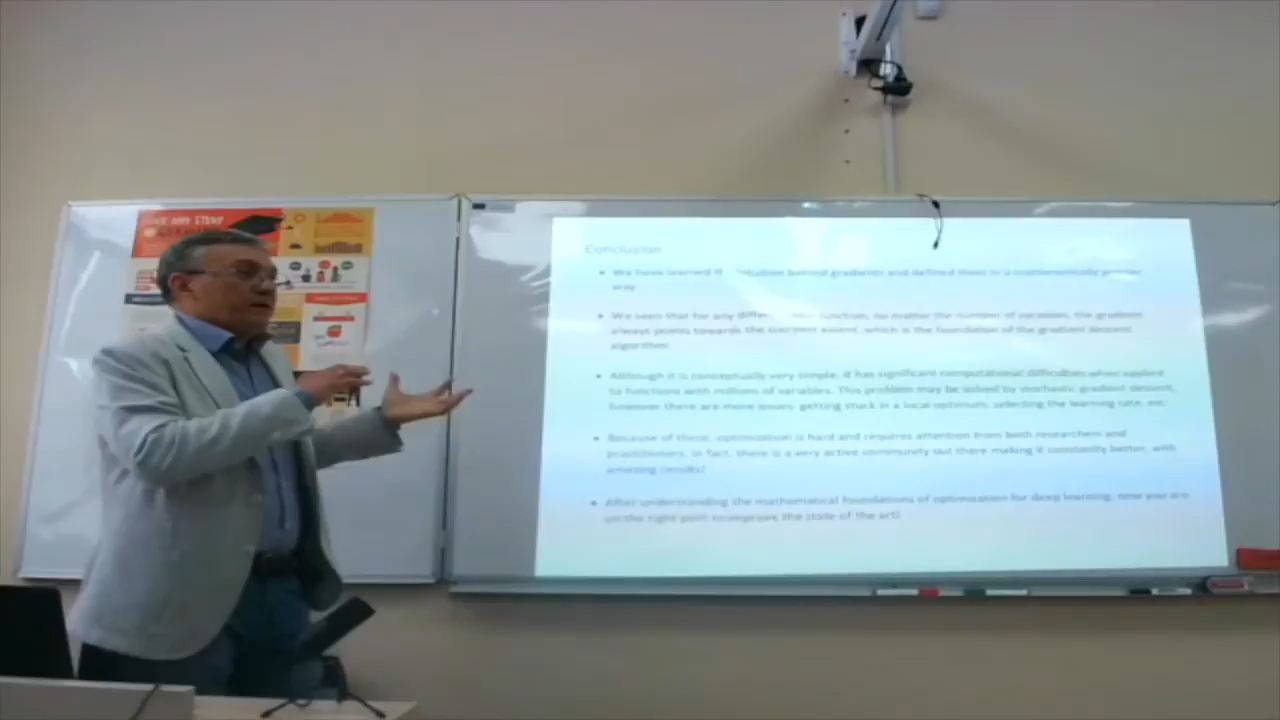 AND STUDY
Conclusion
We have learned behind gradients and defined them in a mathematically precise
way
We seen that for any function, no matter the number of variables, the gradient
always points towards the steepest ascent, which is the foundation of the gradient descent
algorithm
Although it is conceptually very simple, it has significant computational difficulties when applied
to functions with millions of variables. This problem may be solved by stochastic gradient descent,
however there are more issues: getting stuck in a local optimum, selecting the learning rate, etc.
Because of these, optimization is hard and requires attention from both researchers and
practitioners. In fact, there is a very active community out there making it constantly better, with
amazing results!
After understanding the mathematical foundations of optimization for deep learning, now you are
on the right path to improve the state of the art!